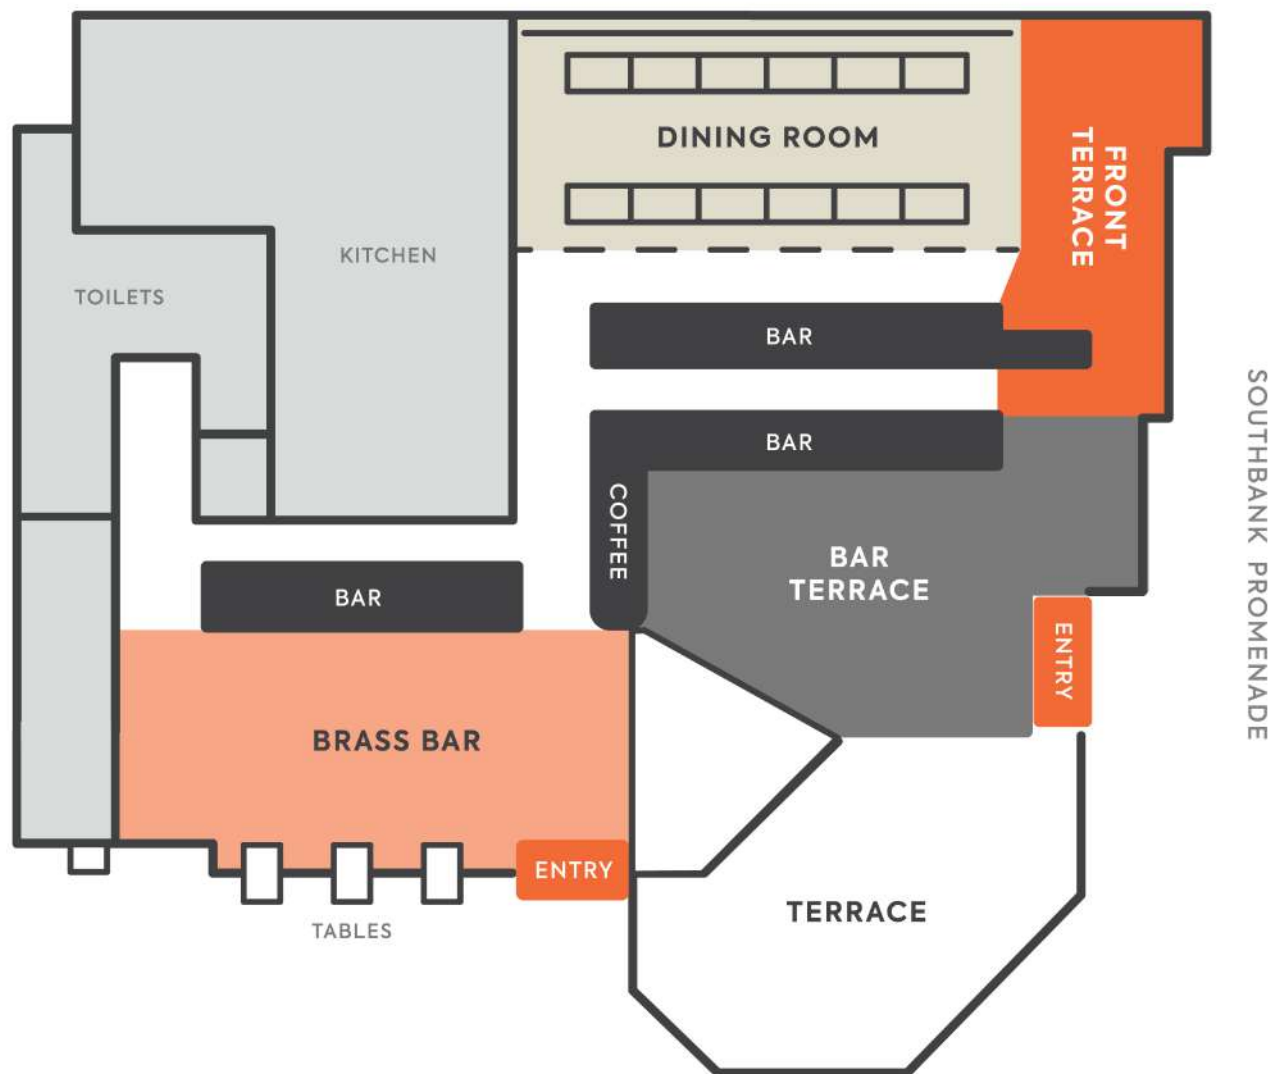 DINING ROOM
FRONT
TERRACE
KITCHEN
TOILETS
BAR
BAR
COFFEE
BAR
TERRACE
BAR
ENTRY
SOUTHBANK PROMENADE
BRASS BAR
ENTRY
TERRACE
TABLES